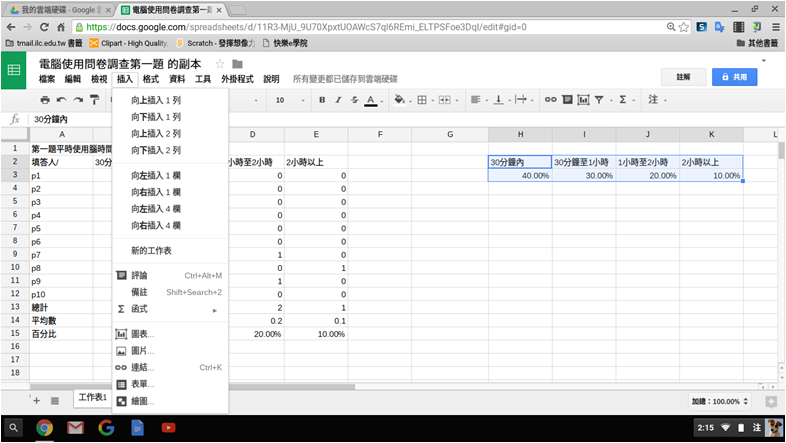 我的雲端硬碟 - Google 雲
電腦使用問卷調查第一題
https://docs.google.com/spreadsheets/d/11R3-MjU_9U70XpxtUOAWcS7qI6REmi_ELTPSFoe3DqI/edit#gid=0
tmail.ilc.edu.tw 書籤 Clipart - High Quality, Scratch - 發揮想像力 快樂e學院 其他書籤
電腦使用問卷調查第一題 的副本
檔案 編輯 檢視 插入 格式 資料 工具 外掛程式 說明 所有變更都已儲存到雲端硬碟
註解 共用
10 B I S A Σ 注
fx 30分鐘內
A D E F G H I J K L
1 第一題平時使用腦時間
2 填答人/ 30分 小時至2小時 2小時以上 30分鐘內 30分鐘至1小時 1小時至2小時 2小時以上
3 p1 0 0 40.00% 30.00% 20.00% 10.00%
4 p2 0 0
5 p3 0 0
6 p4 0 0
7 p5 0 0
8 p6 0 0
9 p7 1 0
10 p8 0 1
11 p9 1 0
12 p10 0 0
13 總計 2 1
14 平均數 0.2 0.1
15 百分比 20.00% 10.00%
16
17
18
向上插入 1 列
向下插入 1 列
向上插入 2 列
向下插入 2 列
向左插入 1 欄
向右插入 1 欄
向左插入 4 欄
向右插入 4 欄
新的工作表
評論 Ctrl+Alt+M
備註 Shift+Search+2
Σ 函式
圖表...
圖片...
連結... Ctrl+K
表單...
繪圖...
工作表1
加總：100.00%
2:15 注